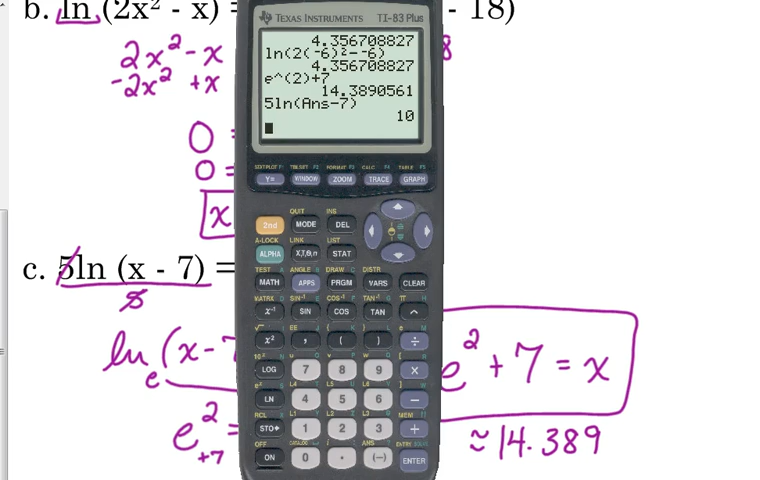 b. ln (2x² - x) = - 18)
2x² - x
-2x² + x
0 =
0 =
x
c. 5ln (x - 7) =
5
ln (x - 7
e
e² =
+7
e² + 7 = x
≈ 14.389
TEXAS INSTRUMENTS TI-83 Plus
4.356708827
ln(2(-6)²--6)
4.356708827
e^(2)+7
14.3890561
5ln(Ans-7)
10
STATPLOT F1 TBLSET F2 FORMAT F3 CALC F4 TABLE F5
Y= WINDOW ZOOM TRACE GRAPH
QUIT INS
2nd MODE DEL
A-LOCK LINK LIST
ALPHA X,T,θ,n STAT
TEST ANGLE DRAW DISTR
MATH APPS PRGM VARS CLEAR
MATRX SIN⁻¹ COS⁻¹ TAN⁻¹ π
x⁻¹ SIN COS TAN ^
EE
x² , ( ) ÷
LOG 7 8 9 ×
LN 4 5 6 −
RCL L1 L2 L3 MEM
STO▸ 1 2 3 +
OFF CATALOG ANS ENTRY
ON 0 . (-) ENTER